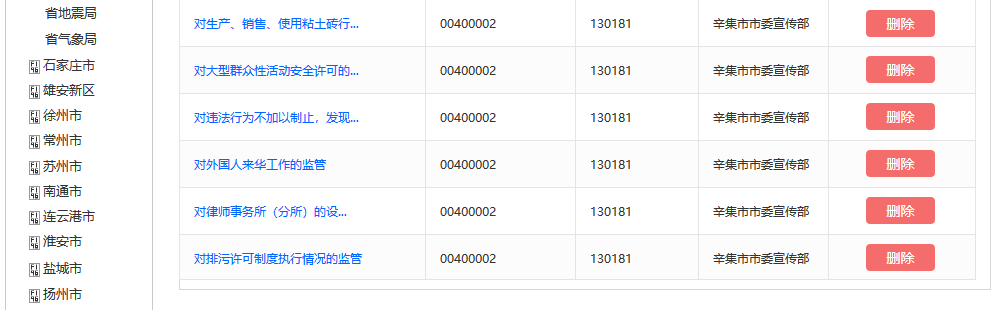 省地震局
省气象局
石家庄市
雄安新区
徐州市
常州市
苏州市
南通市
连云港市
淮安市
盐城市
扬州市
对生产、销售、使用粘土砖行... 00400002 130181 辛集市市委宣传部 删除
对大型群众性活动安全许可的... 00400002 130181 辛集市市委宣传部 删除
对违法行为不加以制止，发现... 00400002 130181 辛集市市委宣传部 删除
对外国人来华工作的监管 00400002 130181 辛集市市委宣传部 删除
对律师事务所（分所）的设... 00400002 130181 辛集市市委宣传部 删除
对排污许可制度执行情况的监管 00400002 130181 辛集市市委宣传部 删除